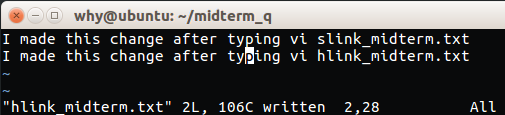 why@ubuntu: ~/midterm_q
I made this change after typing vi slink_midterm.txt
I made this change after typing vi hlink_midterm.txt
~
~
"hlink_midterm.txt" 2L, 106C written  2,28          All